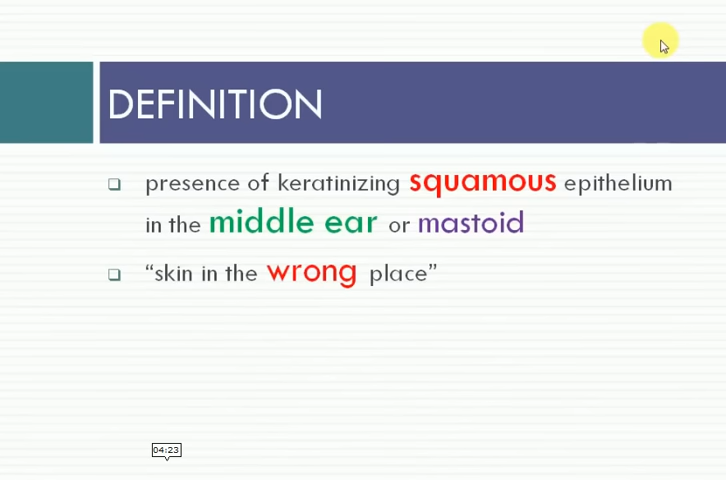 DEFINITION
presence of keratinizing squamous epithelium
in the middle ear or mastoid
“skin in the wrong place”
04:23